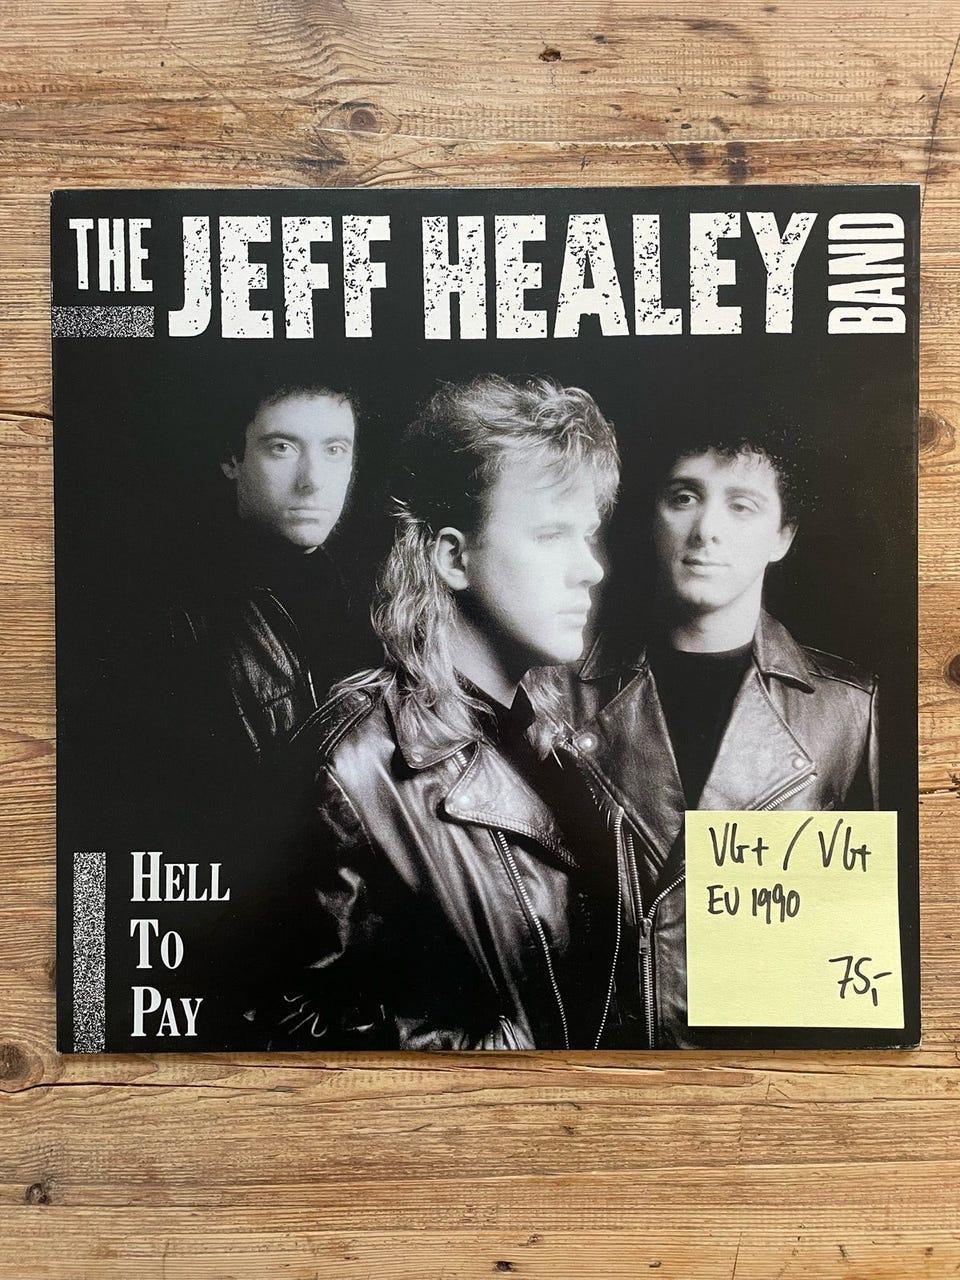 THE JEFF HEALEY BAND
HELL
TO
PAY
VG+ / VG+
EU 1990
75,-